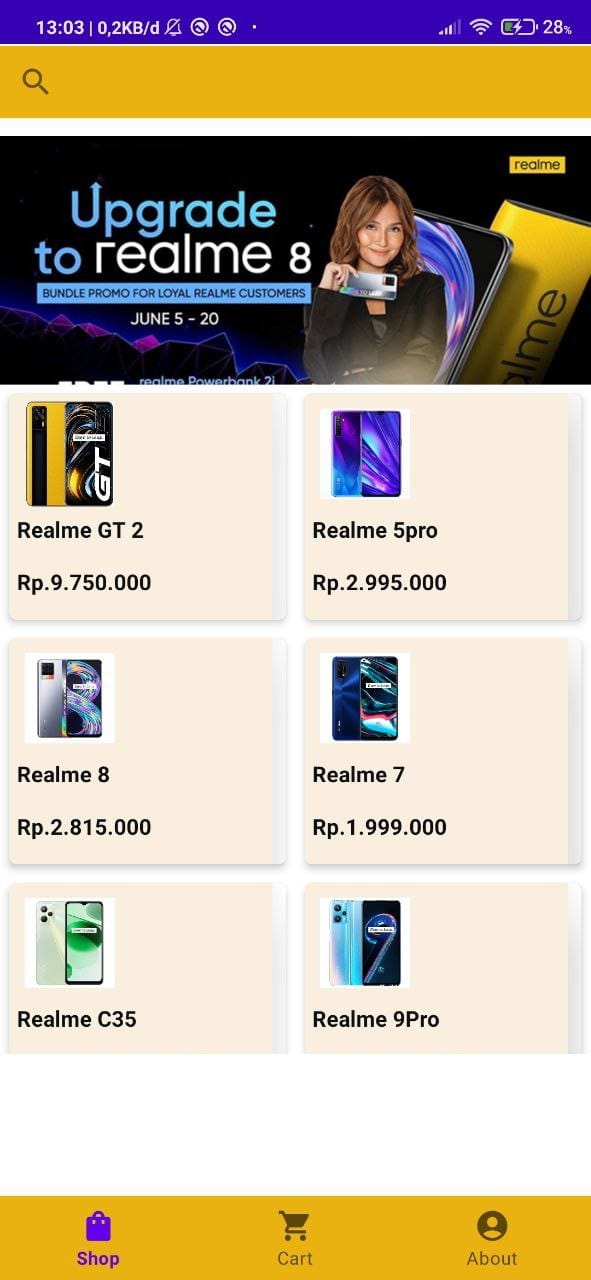 13:03 | 0,2KB/d
28%
realme
Upgrade
to realme 8
BUNDLE PROMO FOR LOYAL REALME CUSTOMERS
JUNE 5 - 20
realme Powerbank 2i
realme
GT
Realme GT 2
Rp.9.750.000
Realme 5pro
Rp.2.995.000
Realme 8
Rp.2.815.000
Realme 7
Rp.1.999.000
Realme C35
Realme 9Pro
Shop
Cart
About